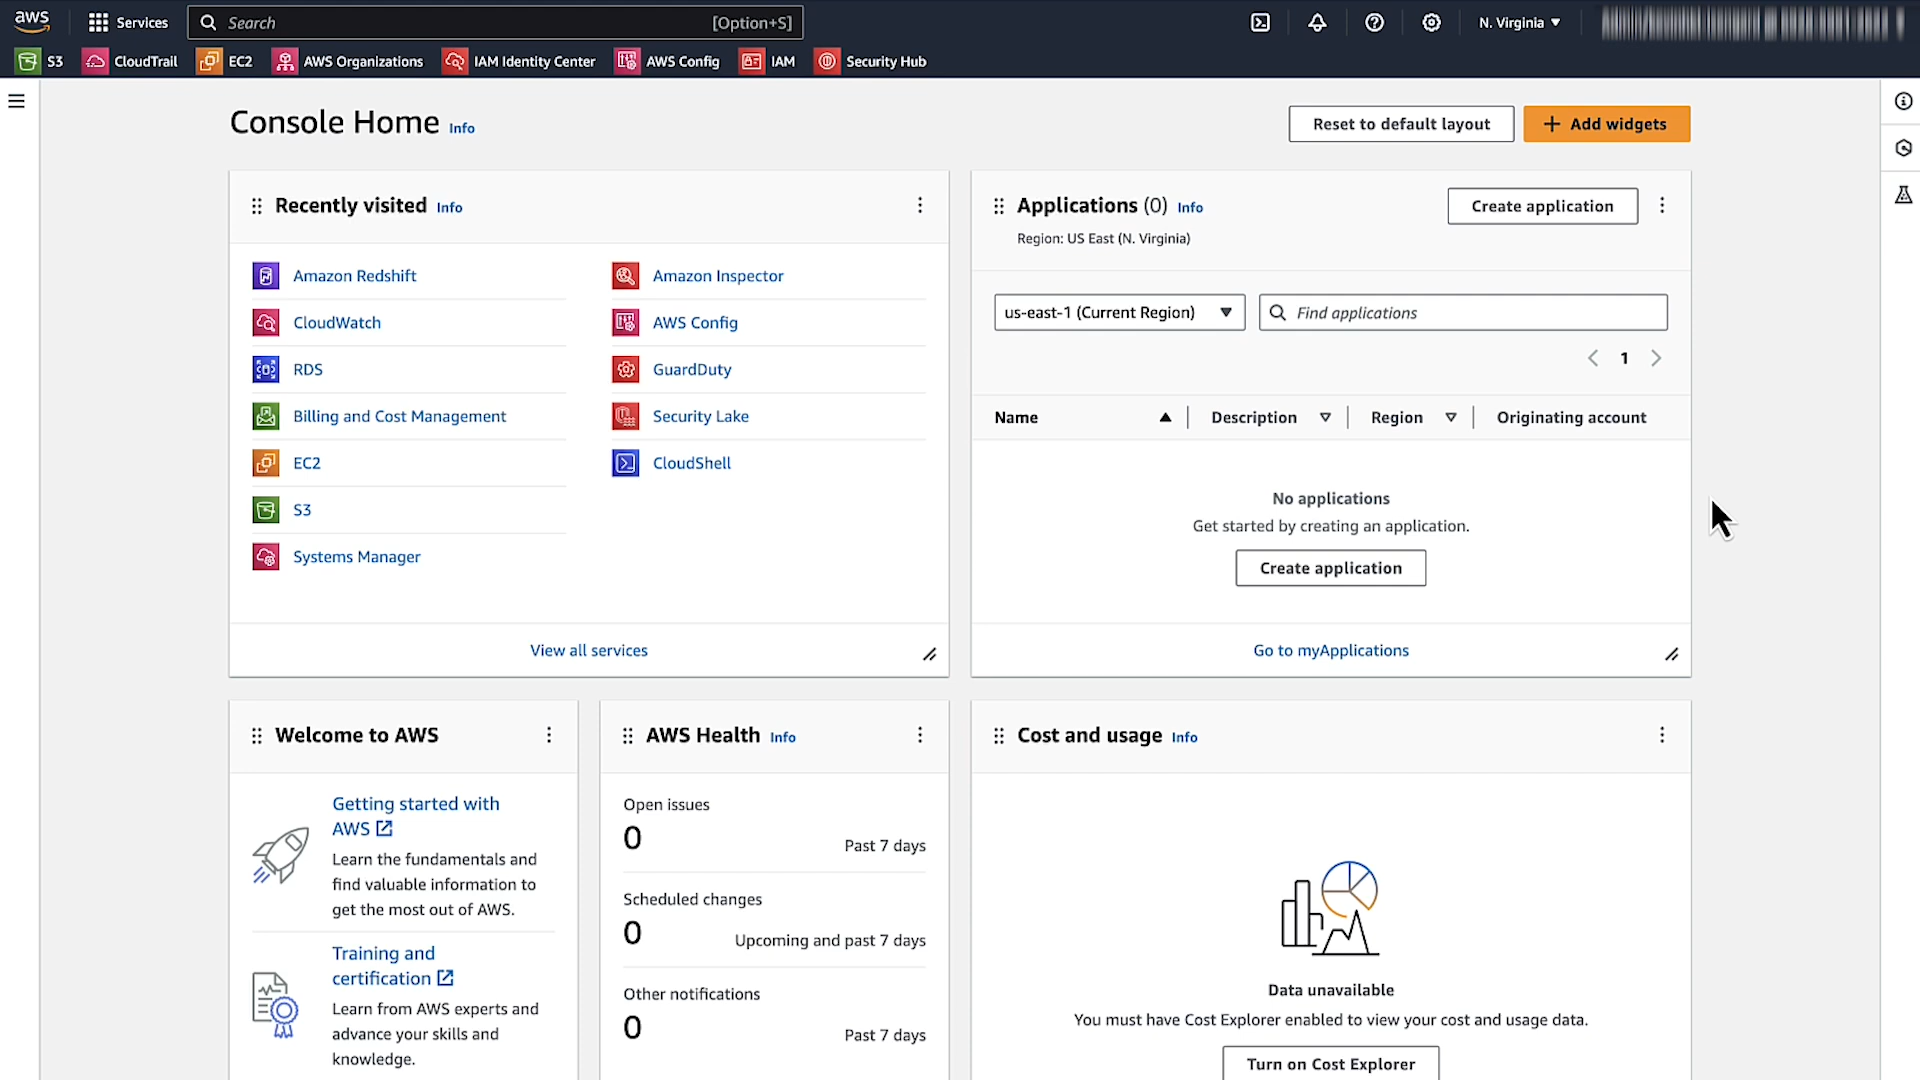 aws
Services
Search
[Option+S]
N. Virginia
S3
CloudTrail
EC2
AWS Organizations
IAM Identity Center
AWS Config
IAM
Security Hub
Console Home Info
Reset to default layout
Add widgets
Recently visited Info
Amazon Redshift
CloudWatch
RDS
Billing and Cost Management
EC2
S3
Systems Manager
Amazon Inspector
AWS Config
GuardDuty
Security Lake
CloudShell
View all services
Applications (0) Info
Region: US East (N. Virginia)
Create application
us-east-1 (Current Region)
Find applications
1
Name
Description
Region
Originating account
No applications
Get started by creating an application.
Create application
Go to myApplications
Welcome to AWS
Getting started with
AWS
Learn the fundamentals and
find valuable information to
get the most out of AWS.
Training and
certification
Learn from AWS experts and
advance your skills and
knowledge.
AWS Health Info
Open issues
0
Past 7 days
Scheduled changes
0
Upcoming and past 7 days
Other notifications
0
Past 7 days
Cost and usage Info
Data unavailable
You must have Cost Explorer enabled to view your cost and usage data.
Turn on Cost Explorer